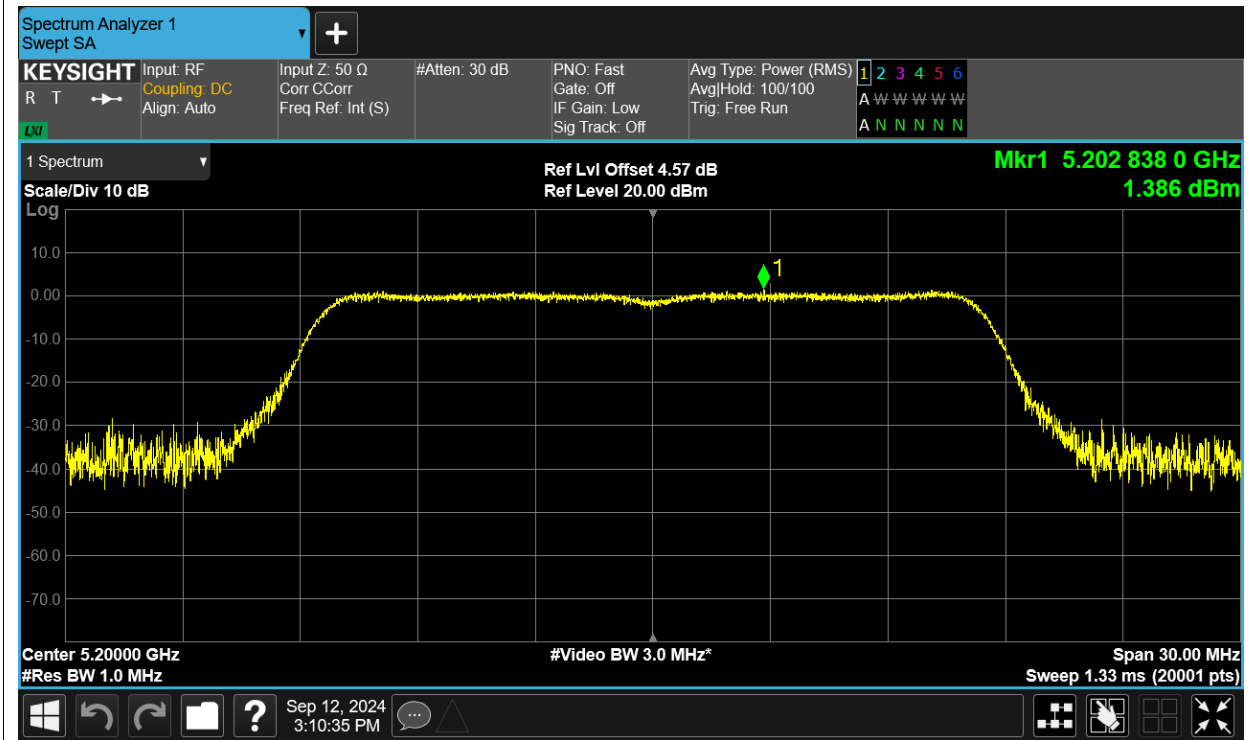 Spectrum Analyzer 1
Swept SA
KEYSIGHT
R T
LXI
Input: RF
Coupling: DC
Align: Auto
Input Z: 50 Ω
Corr CCorr
Freq Ref: Int (S)
#Atten: 30 dB
PNO: Fast
Gate: Off
IF Gain: Low
Sig Track: Off
Avg Type: Power (RMS)
Avg|Hold: 100/100
Trig: Free Run
1 2 3 4 5 6
A W W W W W
A N N N N N
1 Spectrum
Scale/Div 10 dB
Log
Ref Lvl Offset 4.57 dB
Ref Level 20.00 dBm
Mkr1 5.202 838 0 GHz
1.386 dBm
1
10.0
0.00
-10.0
-20.0
-30.0
-40.0
-50.0
-60.0
-70.0
Center 5.20000 GHz
#Res BW 1.0 MHz
#Video BW 3.0 MHz*
Span 30.00 MHz
Sweep 1.33 ms (20001 pts)
?
Sep 12, 2024
3:10:35 PM